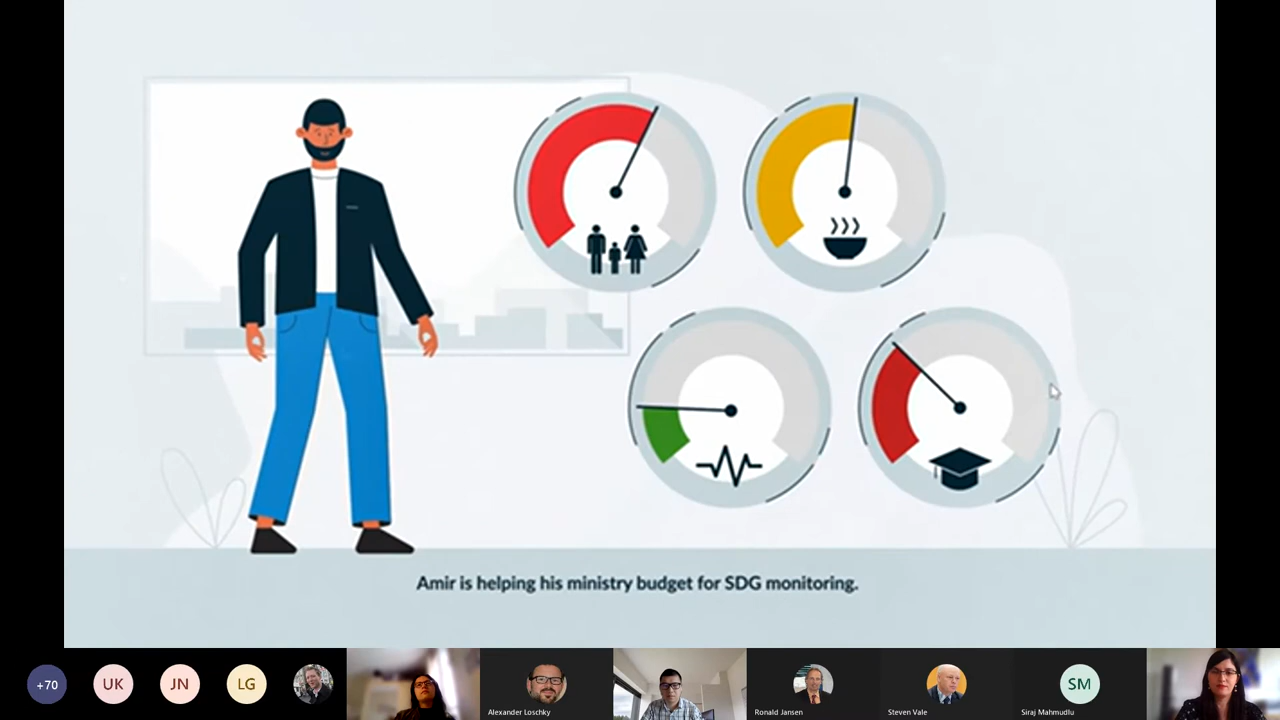 Amir is helping his ministry budget for SDG monitoring.
+70
UK
JN
LG
Alexander Loschky
Ronald Jansen
Steven Vale
SM
Siraj Mahmudlu